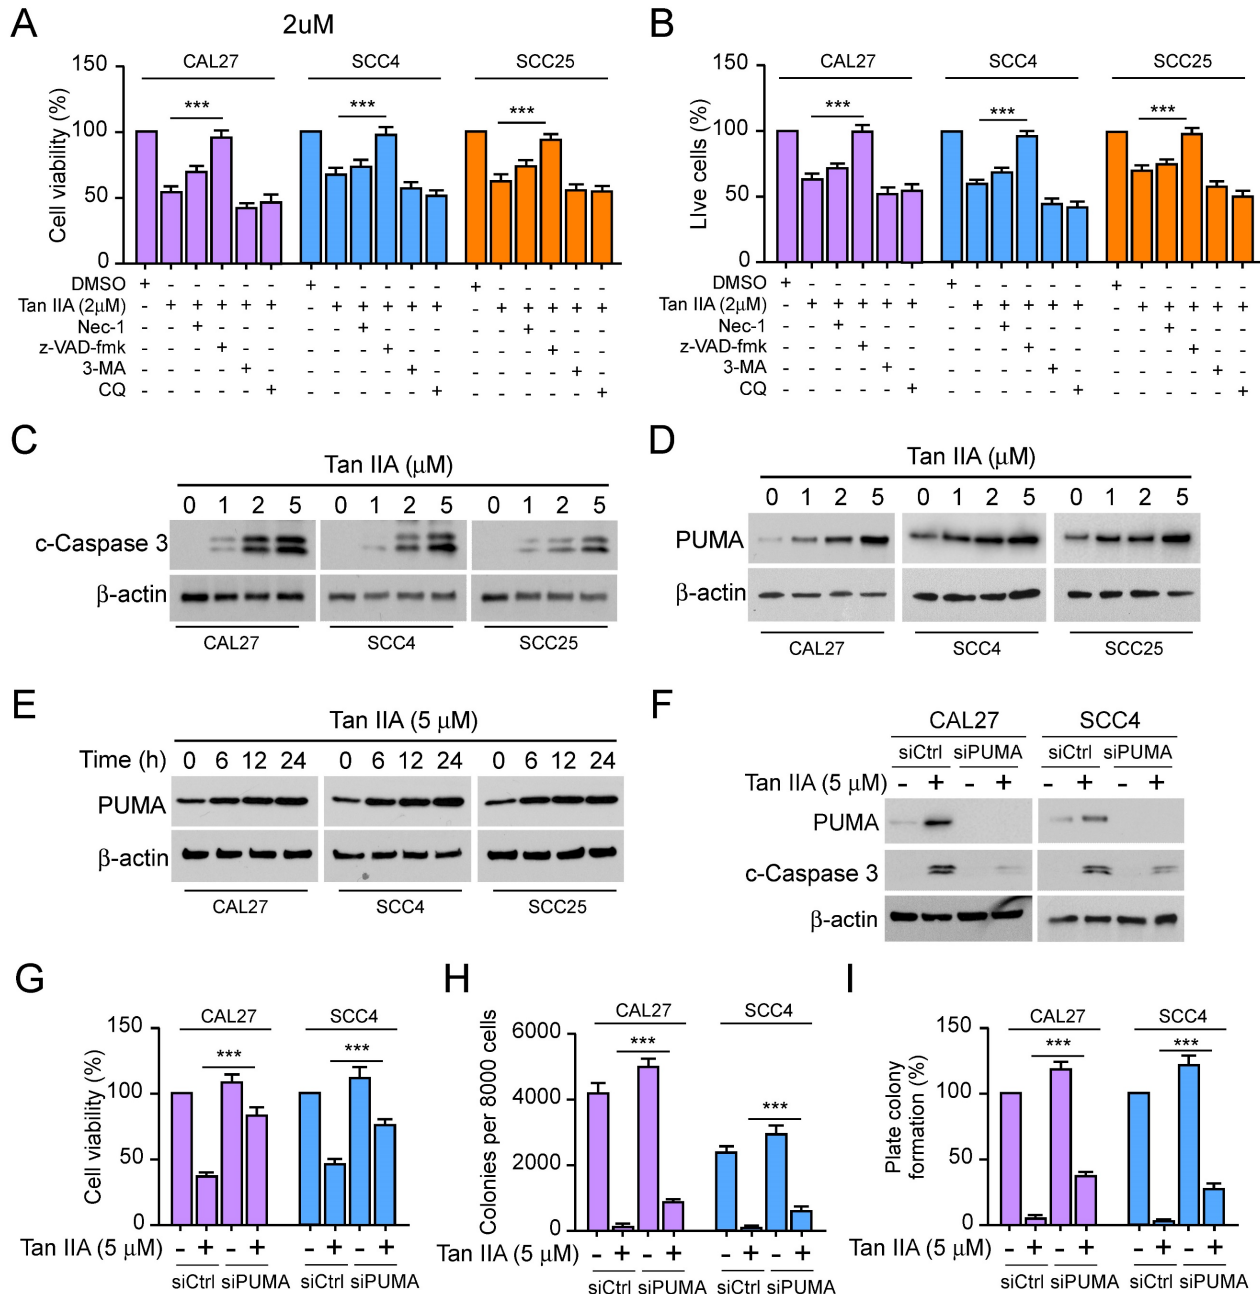 A
2uM
CAL27 SCC4 SCC25
*** *** ***
150
100
50
0
Cell viability (%)
DMSO + - - - - - + - - - - - + - - - - -
Tan IIA (2μM) - + + + + + - + + + + + - + + + + +
Nec-1 - - + - - - - - + - - - - - + - - -
z-VAD-fmk - - - + - - - - - + - - - - - + - -
3-MA - - - - + - - - - - + - - - - - + -
CQ - - - - - + - - - - - + - - - - - +
B
CAL27 SCC4 SCC25
*** *** ***
150
100
50
0
LIve cells (%)
DMSO + - - - - - + - - - - - + - - - - -
Tan IIA (2μM) - + + + + + - + + + + + - + + + + +
Nec-1 - - + - - - - - + - - - - - + - - -
z-VAD-fmk - - - + - - - - - + - - - - - + - -
3-MA - - - - + - - - - - + - - - - - + -
CQ - - - - - + - - - - - + - - - - - +
C
Tan IIA (μM)
0 1 2 5 0 1 2 5 0 1 2 5
c-Caspase 3
β-actin
CAL27 SCC4 SCC25
D
Tan IIA (μM)
0 1 2 5 0 1 2 5 0 1 2 5
PUMA
β-actin
CAL27 SCC4 SCC25
E
Tan IIA (5 μM)
Time (h) 0 6 12 24 0 6 12 24 0 6 12 24
PUMA
β-actin
CAL27 SCC4 SCC25
F
CAL27 SCC4
siCtrl siPUMA siCtrl siPUMA
Tan IIA (5 μM) - + - + - + - +
PUMA
c-Caspase 3
β-actin
G
CAL27 SCC4
*** ***
150
100
50
0
Cell viability (%)
Tan IIA (5 μM) - + - + - + - +
siCtrl siPUMA siCtrl siPUMA
H
CAL27 SCC4
***
***
6000
4000
2000
0
Colonies per 8000 cells
Tan IIA (5 μM) - + - + - + - +
siCtrl siPUMA siCtrl siPUMA
I
CAL27 SCC4
*** ***
150
100
50
0
Plate colony
formation (%)
Tan IIA (5 μM) - + - + - + - +
siCtrl siPUMA siCtrl siPUMA